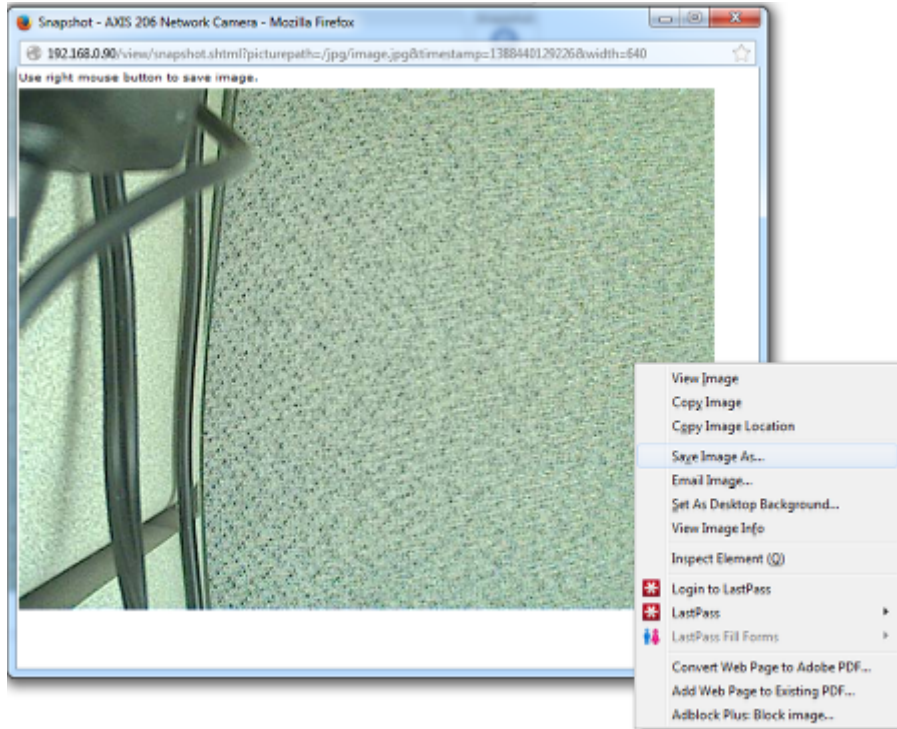 Snapshot - AXIS 206 Network Camera - Mozilla Firefox
192.168.0.90/view/snapshot.shtml?picturepath=/jpg/image.jpg&timestamp=1388440129226&width=640
Use right mouse button to save image.
View Image
Copy Image
Copy Image Location
Save Image As...
Email Image...
Set As Desktop Background...
View Image Info
Inspect Element (Q)
Login to LastPass
LastPass
LastPass Fill Forms
Convert Web Page to Adobe PDF...
Add Web Page to Existing PDF...
Adblock Plus: Block image...